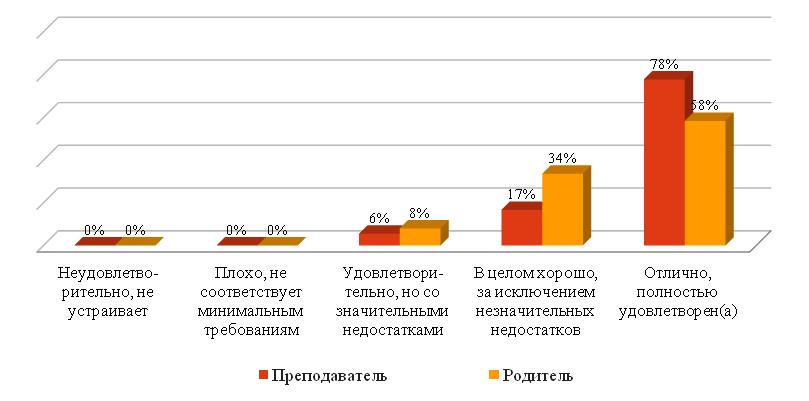 78%
58%
34%
17%
6%
8%
0%
0%
0%
0%
Неудовлетво-
рительно, не
устраивает
Плохо, не
соответствует
минимальным
требованиям
Удовлетвори-
тельно, но со
значительными
недостатками
В целом хорошо,
за исключением
незначительных
недостатков
Отлично,
полностью
удовлетворен(а)
Преподаватель
Родитель